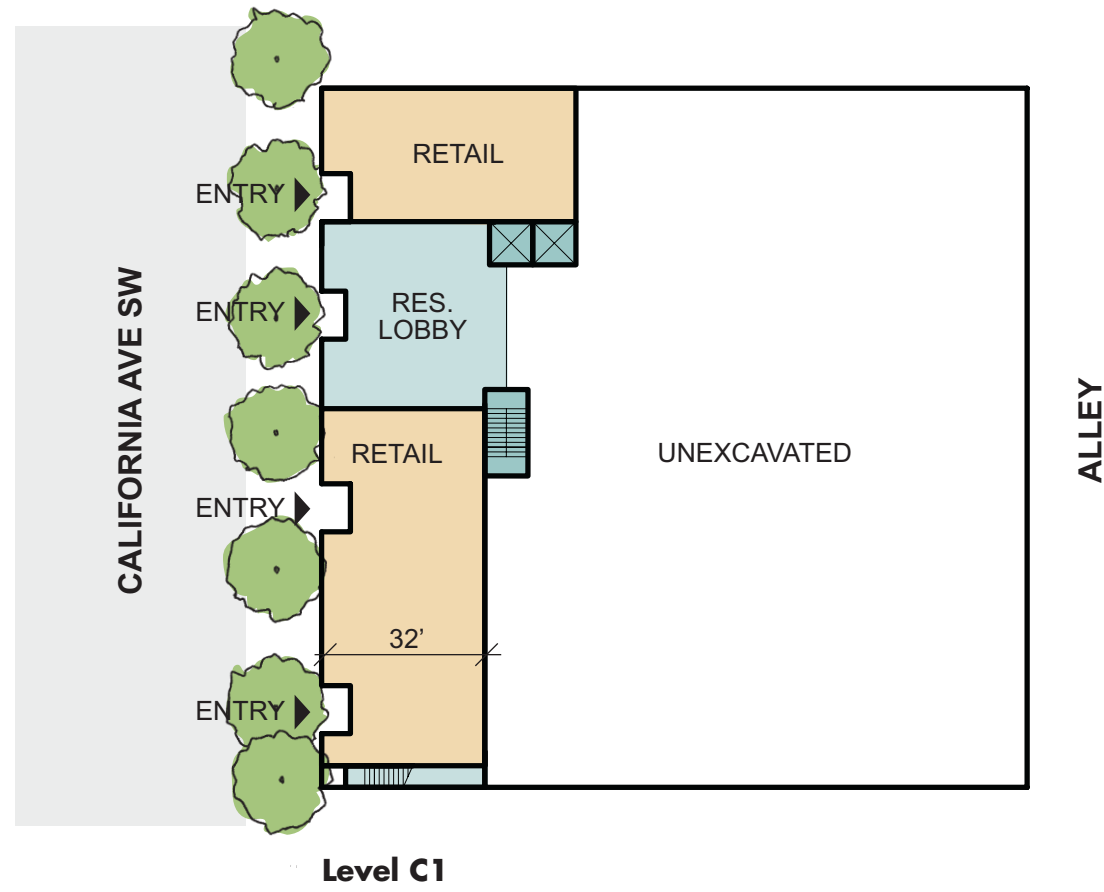 RETAIL
ENTRY
CALIFORNIA AVE SW
ENTRY
RES.
LOBBY
ALLEY
RETAIL
UNEXCAVATED
ENTRY
32’
ENTRY
Level C1